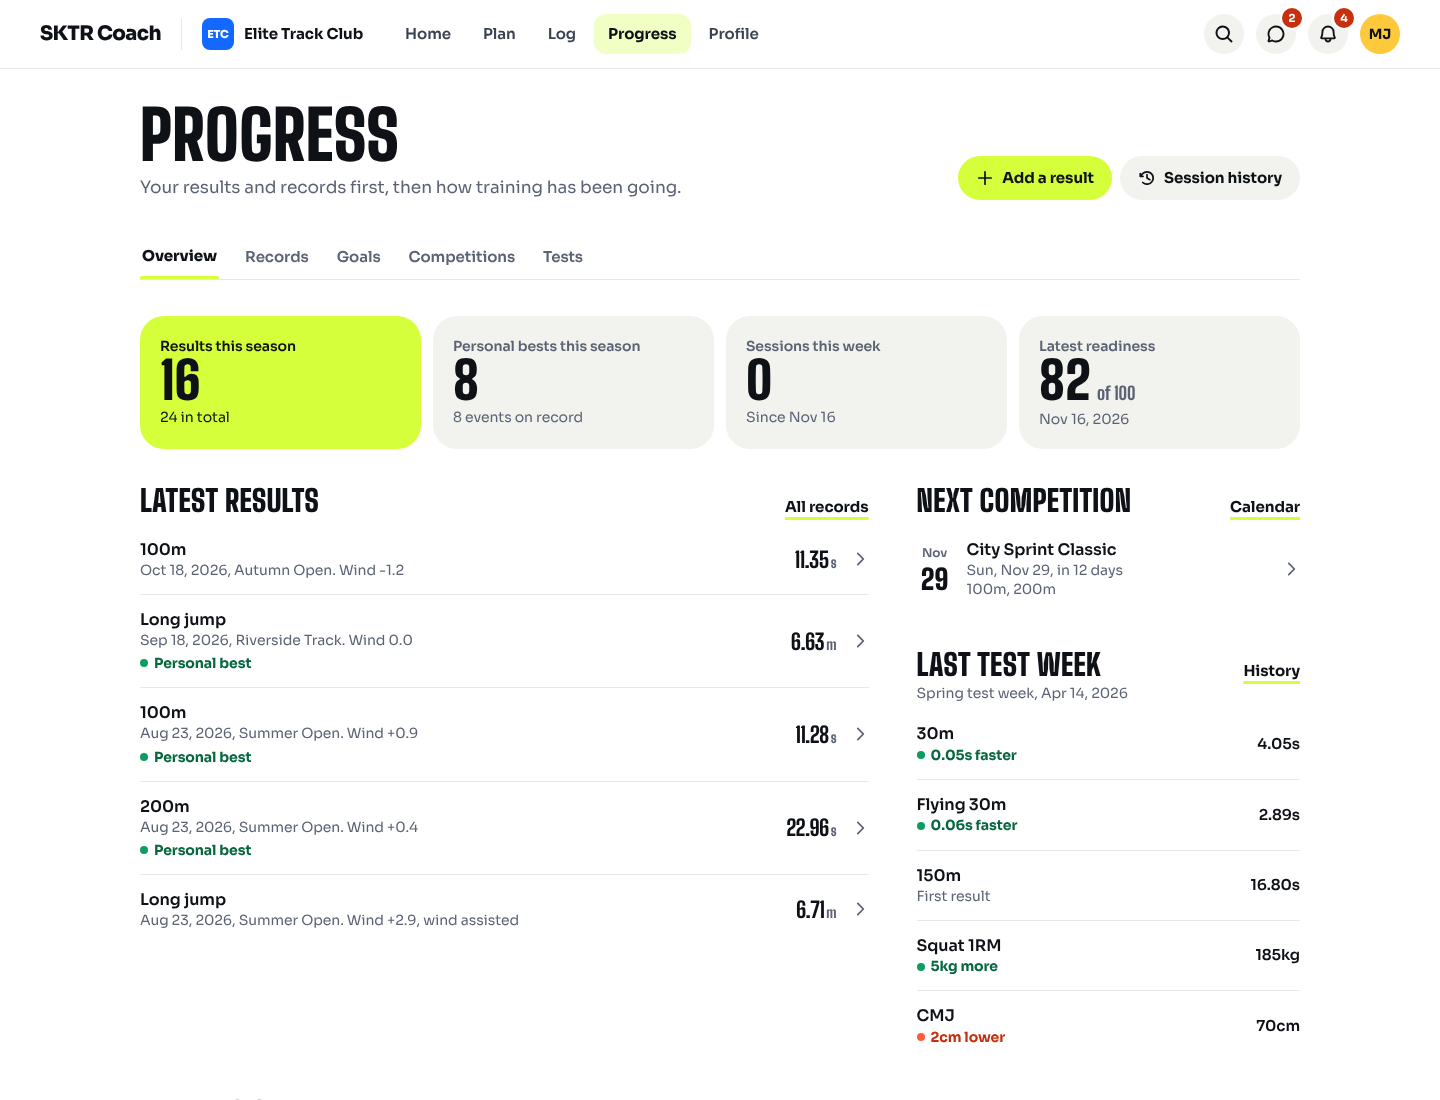 SKTR Coach
ETC
Elite Track Club
Home
Plan
Log
Progress
Profile
2
4
MJ
PROGRESS
Your results and records first, then how training has been going.
Add a result
Session history
Overview
Records
Goals
Competitions
Tests
Results this season
16
24 in total
Personal bests this season
8
8 events on record
Sessions this week
0
Since Nov 16
Latest readiness
82 of 100
Nov 16, 2026
LATEST RESULTS
All records
100m
Oct 18, 2026, Autumn Open. Wind -1.2
11.35s
Long jump
Sep 18, 2026, Riverside Track. Wind 0.0
Personal best
6.63m
100m
Aug 23, 2026, Summer Open. Wind +0.9
Personal best
11.28s
200m
Aug 23, 2026, Summer Open. Wind +0.4
Personal best
22.96s
Long jump
Aug 23, 2026, Summer Open. Wind +2.9, wind assisted
6.71m
NEXT COMPETITION
Calendar
Nov
29
City Sprint Classic
Sun, Nov 29, in 12 days
100m, 200m
LAST TEST WEEK
History
Spring test week, Apr 14, 2026
30m
0.05s faster
4.05s
Flying 30m
0.06s faster
2.89s
150m
First result
16.80s
Squat 1RM
5kg more
185kg
CMJ
2cm lower
70cm